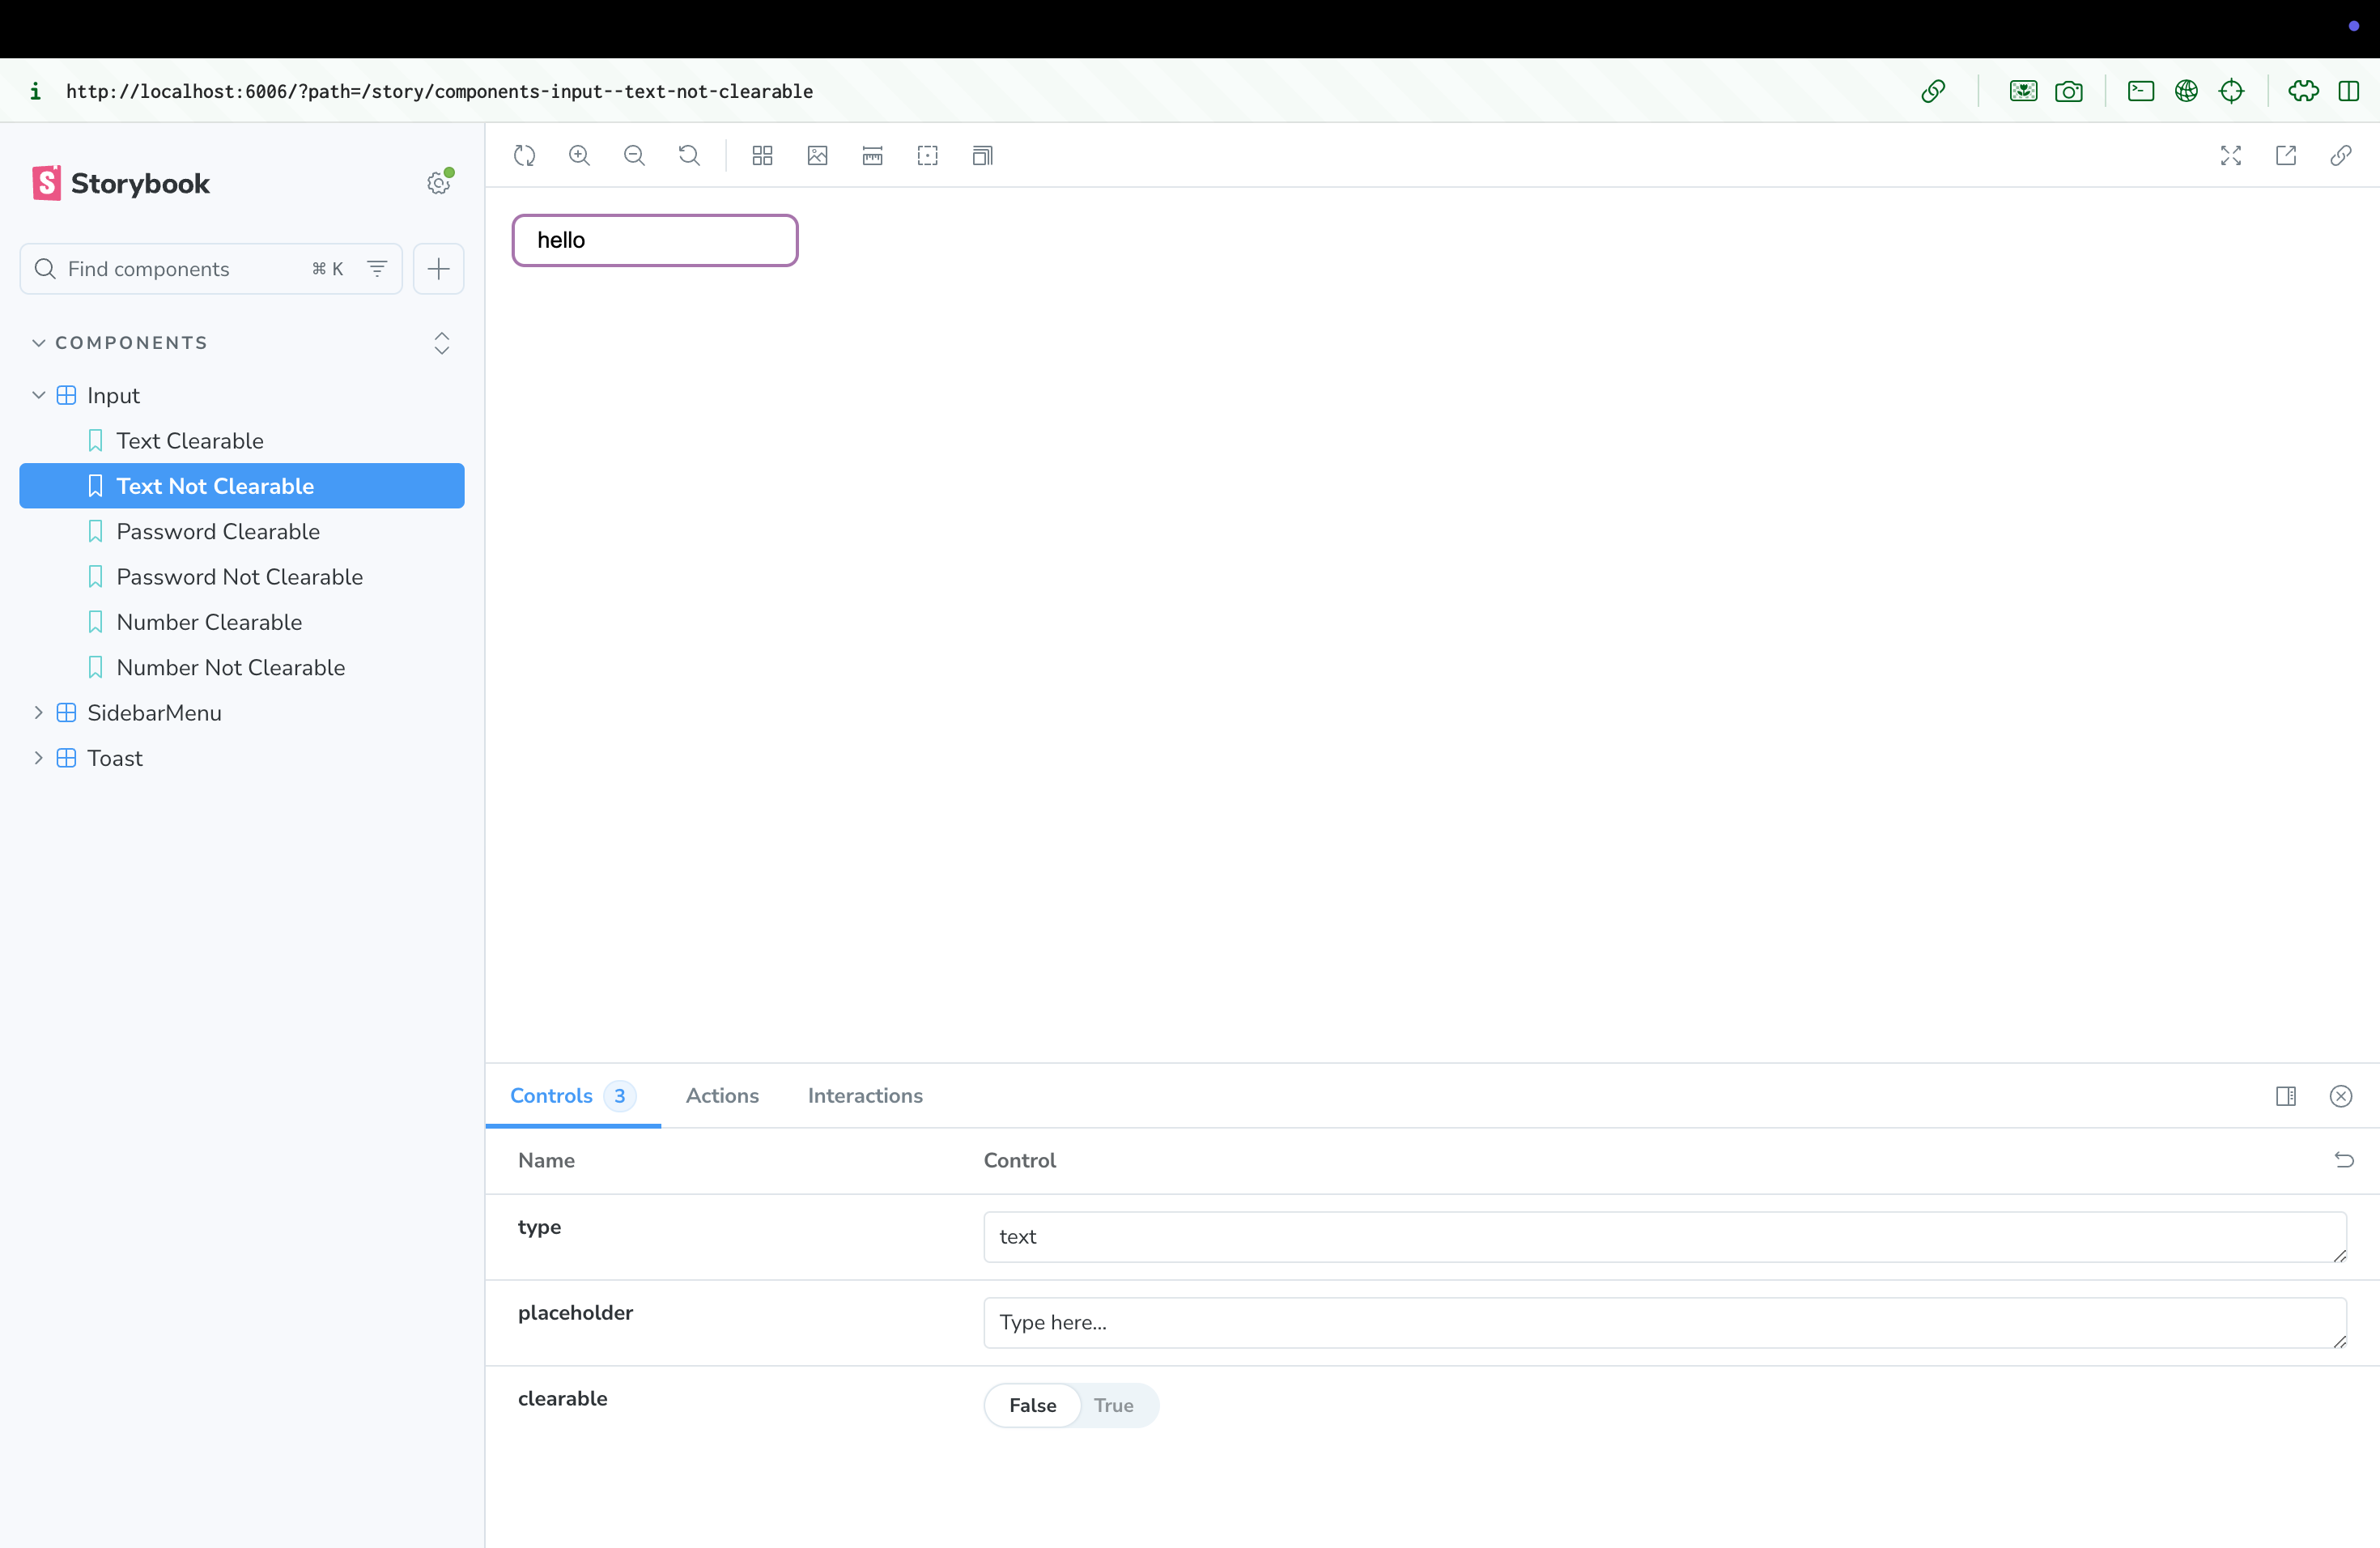 http://localhost:6006/?path=/story/components-input--text-not-clearable
Storybook
Find components ⌘ K
COMPONENTS
Input
Text Clearable
Text Not Clearable
Password Clearable
Password Not Clearable
Number Clearable
Number Not Clearable
SidebarMenu
Toast
hello
Controls 3 Actions Interactions
Name Control
type text
placeholder Type here...
clearable False True